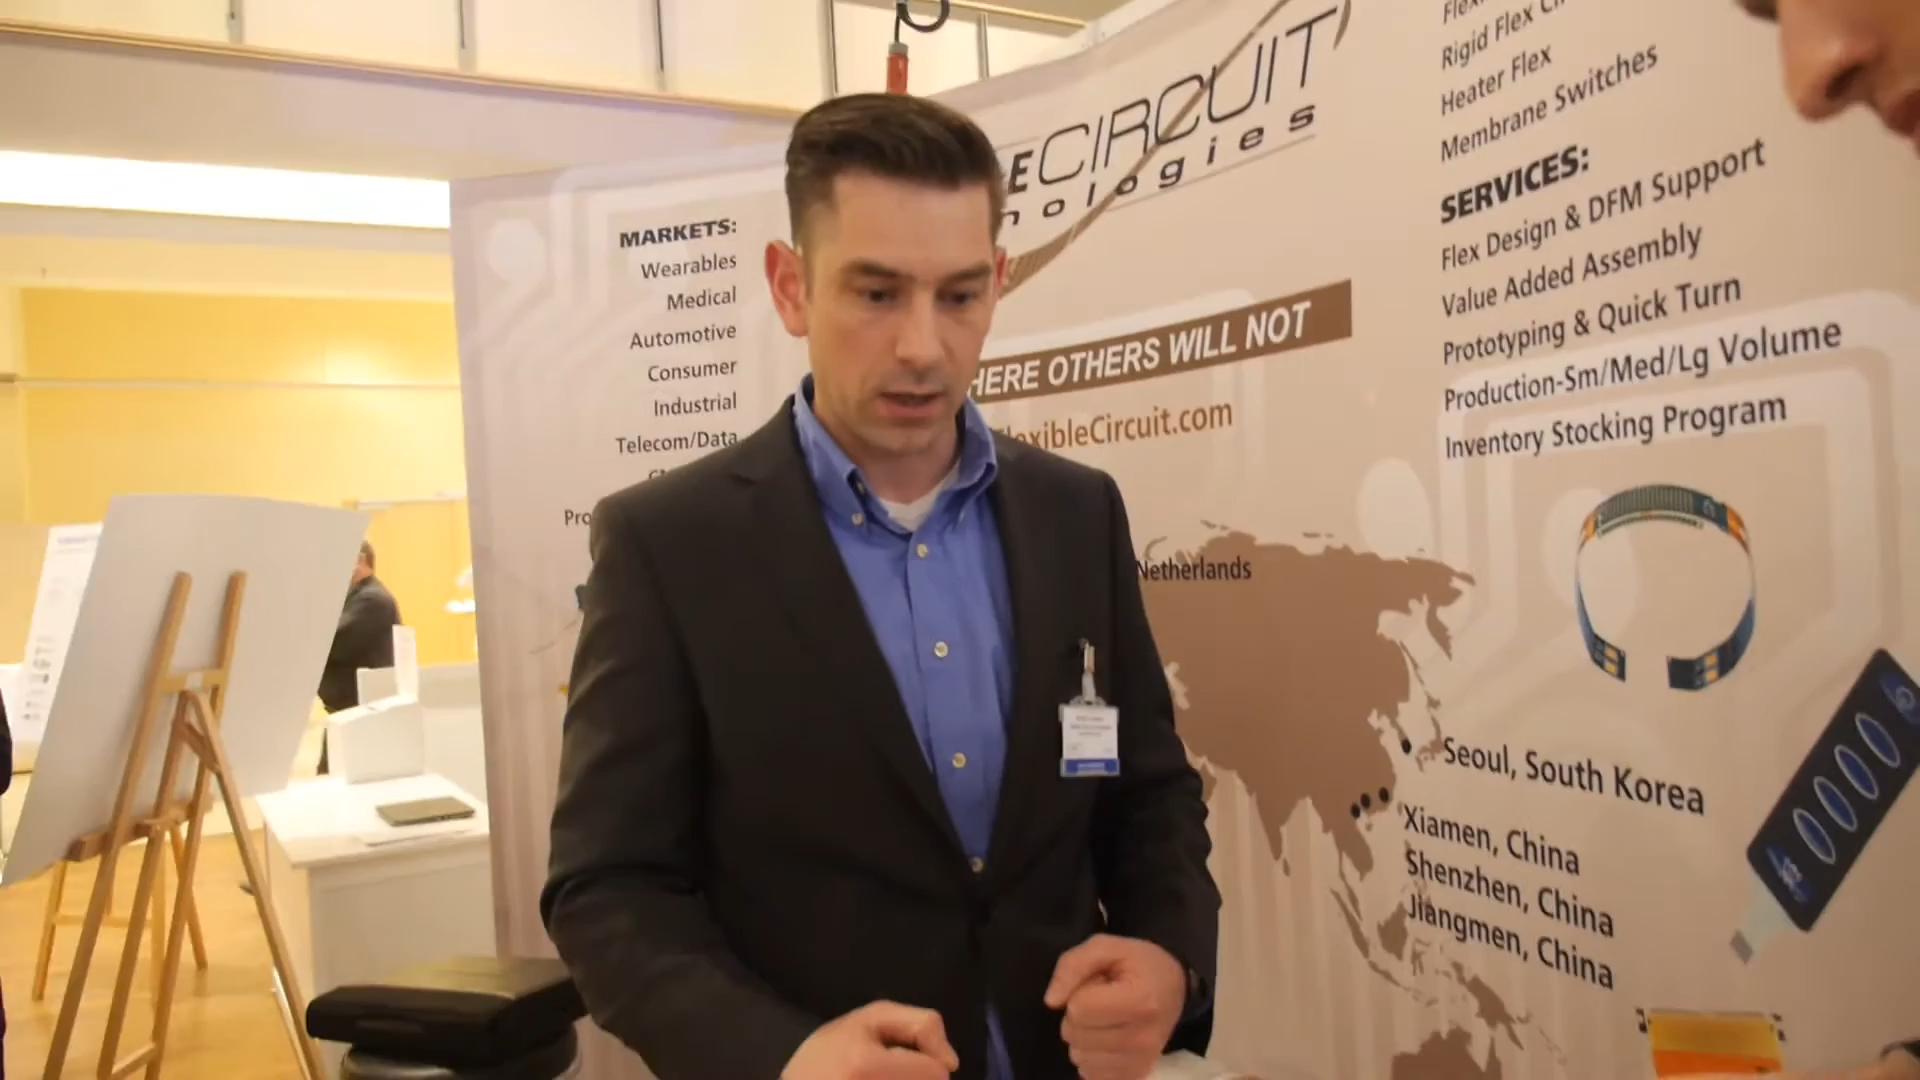 MARKETS:
Wearables
Medical
Automotive
Consumer
Industrial
Telecom/Data
ECIRCUIT
nologies
HERE OTHERS WILL NOT
FlexibleCircuit.com
Netherlands
Rigid Flex
Heater Flex
Membrane Switches
SERVICES:
Flex Design & DFM Support
Value Added Assembly
Prototyping & Quick Turn
Production-Sm/Med/Lg Volume
Inventory Stocking Program
Seoul, South Korea
Xiamen, China
Shenzhen, China
Jiangmen, China